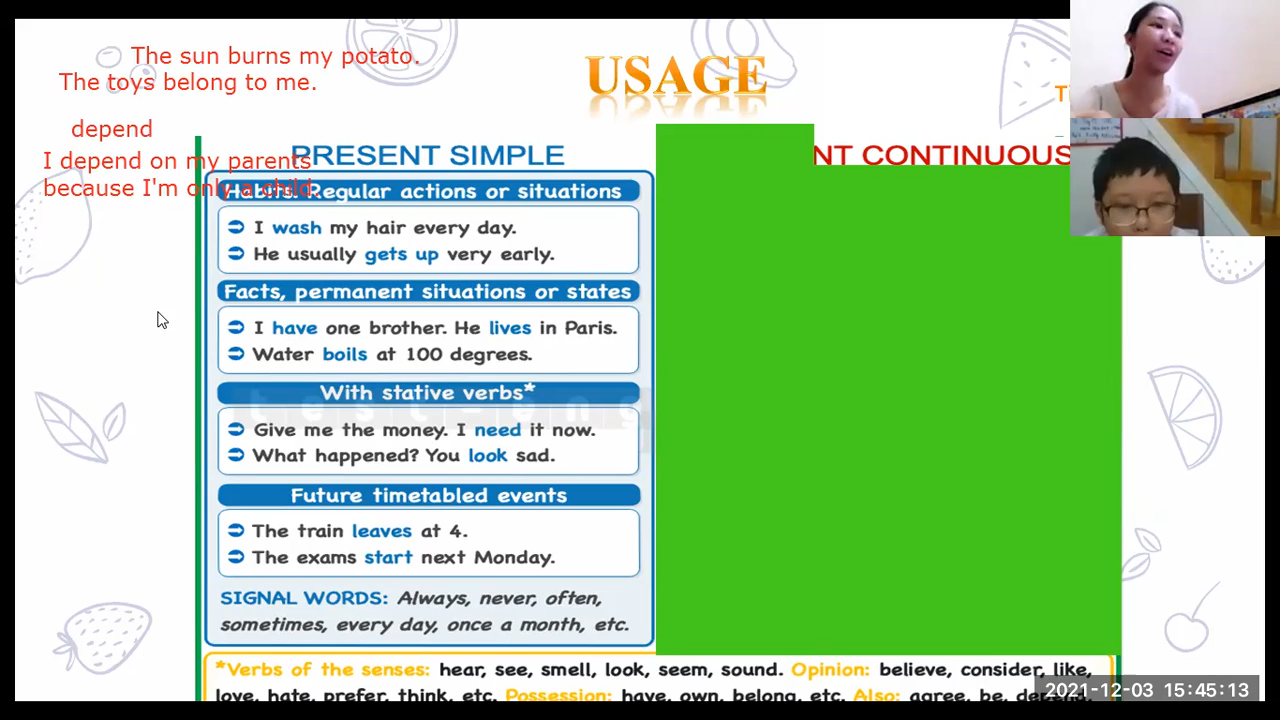 The sun burns my potato.
The toys belong to me.
USAGE
depend
I depend on my parents
because I'm only a child.
PRESENT SIMPLE
NT CONTINUOUS
Habits. Regular actions or situations
I wash my hair every day.
He usually gets up very early.
Facts, permanent situations or states
I have one brother. He lives in Paris.
Water boils at 100 degrees.
With stative verbs*
Give me the money. I need it now.
What happened? You look sad.
Future timetabled events
The train leaves at 4.
The exams start next Monday.
SIGNAL WORDS: Always, never, often,
sometimes, every day, once a month, etc.
*Verbs of the senses: hear, see, smell, look, seem, sound. Opinion: believe, consider, like,
love, hate, prefer, think, etc. Possession: have, own, belong, etc. Also: agree, be, depend,
2021-12-03 15:45:13